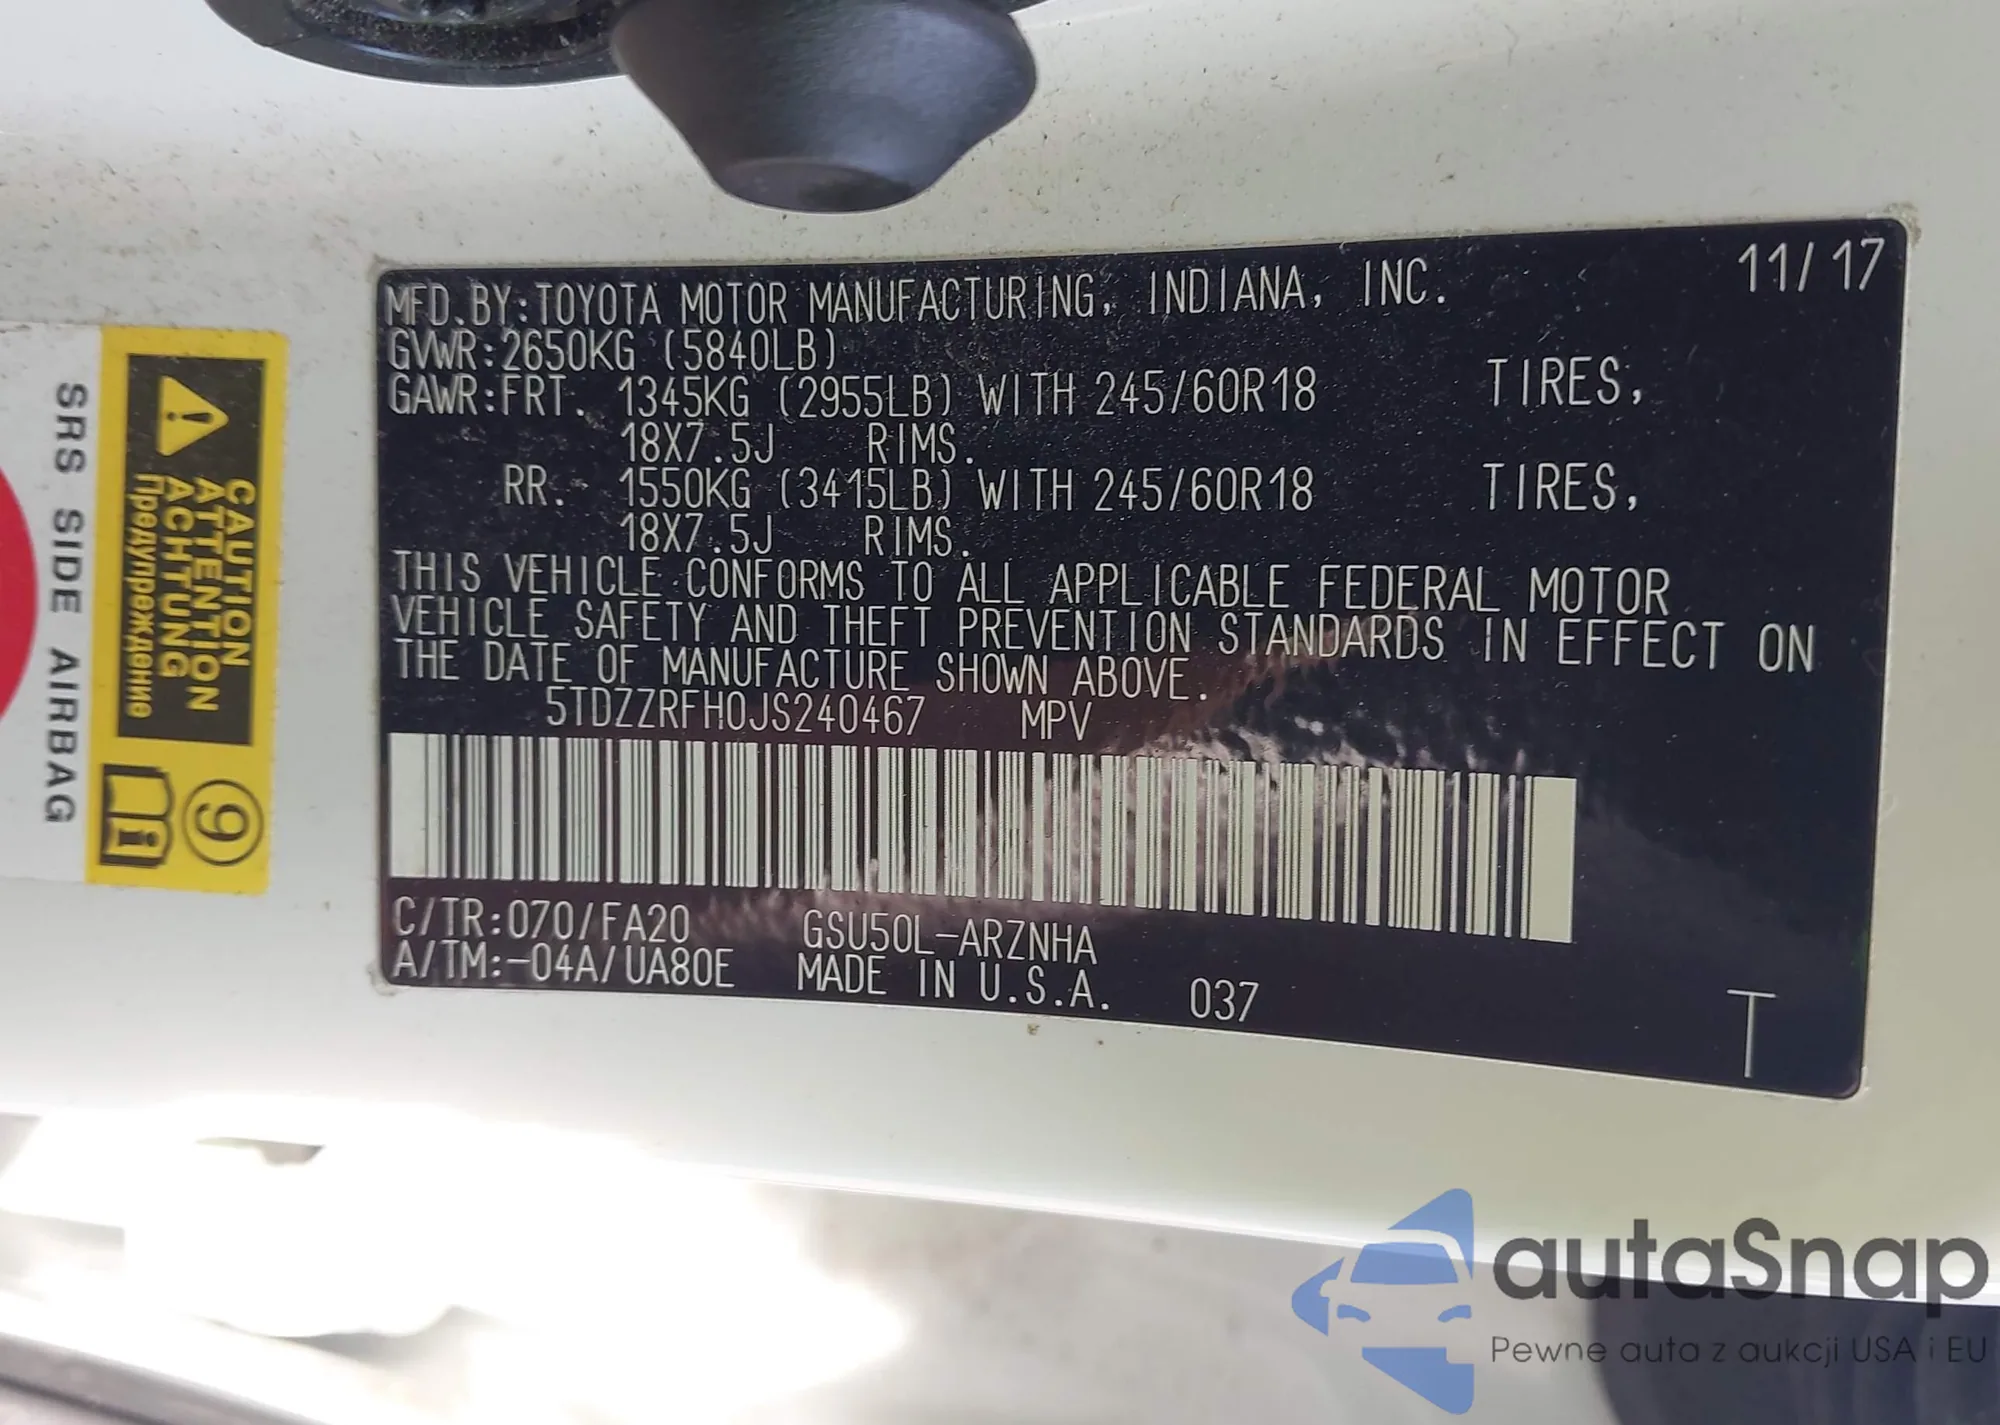 MFD.BY:TOYOTA MOTOR MANUFACTURING, INDIANA, INC. 11/17
GVWR:2650KG (5840LB)
GAWR:FRT. 1345KG (2955LB) WITH 245/60R18 TIRES,
18X7.5J RIMS.
RR. 1550KG (3415LB) WITH 245/60R18 TIRES,
18X7.5J RIMS.
THIS VEHICLE CONFORMS TO ALL APPLICABLE FEDERAL MOTOR
VEHICLE SAFETY AND THEFT PREVENTION STANDARDS IN EFFECT ON
THE DATE OF MANUFACTURE SHOWN ABOVE.
5TDZZRFH0JS240467 MPV
C/TR:070/FA20 GSU50L-ARZNHA
A/TM:-04A/UA80E MADE IN U.S.A. 037
T
CAUTION
ATTENTION
ACHTUNG
Предупреждение
9
i
SRS SIDE AIRBAG
autaSnap
Pewne auta z aukcji USA i EU